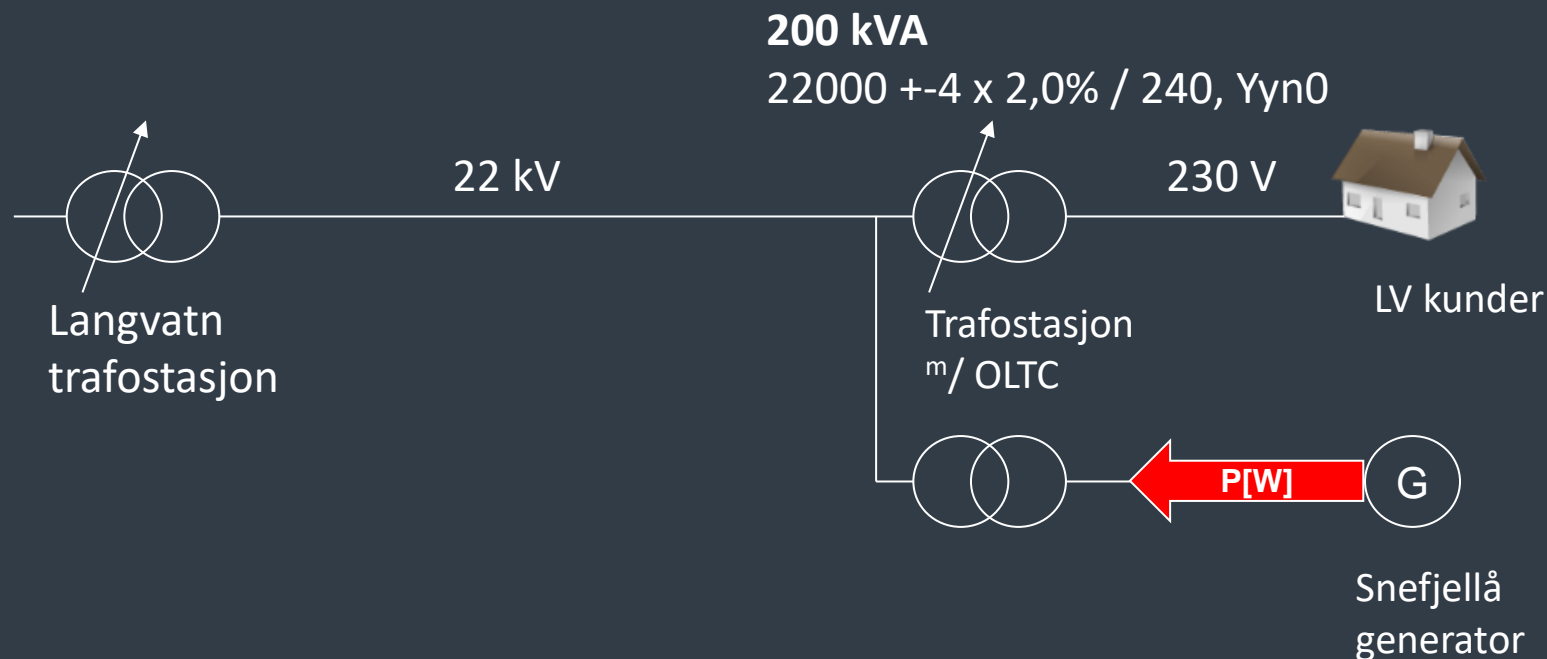 200 kVA
22000 +-4 x 2,0% / 240, Yyn0
22 kV
230 V
Langvatn
trafostasjon
Trafostasjon
m/ OLTC
LV kunder
P[W]
G
Snefjellå
generator